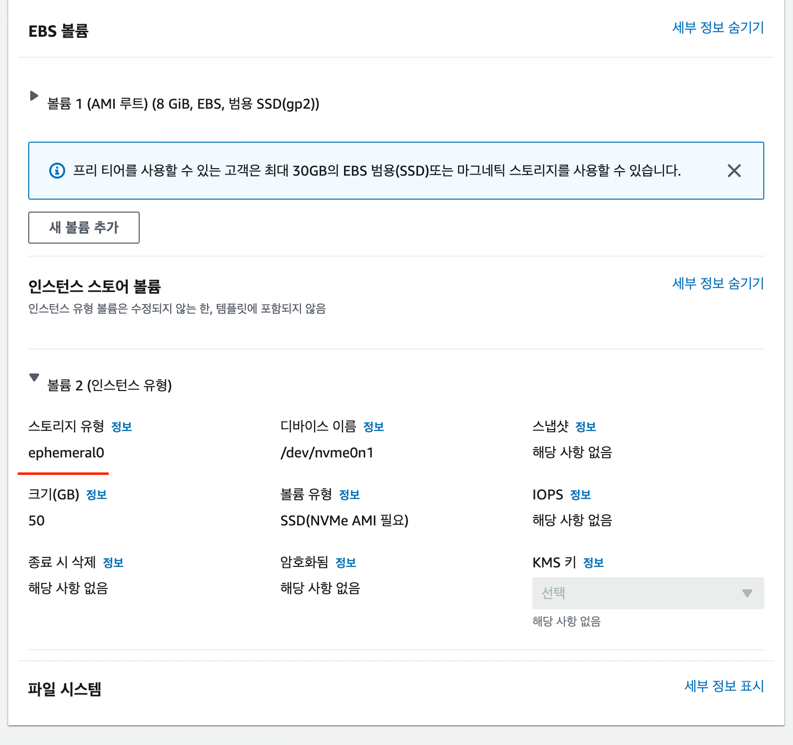 EBS 볼륨
세부 정보 숨기기
볼륨 1 (AMI 루트) (8 GiB, EBS, 범용 SSD(gp2))
프리 티어를 사용할 수 있는 고객은 최대 30GB의 EBS 범용(SSD)또는 마그네틱 스토리지를 사용할 수 있습니다.
새 볼륨 추가
인스턴스 스토어 볼륨
세부 정보 숨기기
인스턴스 유형 볼륨은 수정되지 않는 한, 템플릿에 포함되지 않음
볼륨 2 (인스턴스 유형)
스토리지 유형 정보
디바이스 이름 정보
스냅샷 정보
ephemeral0
/dev/nvme0n1
해당 사항 없음
크기(GB) 정보
볼륨 유형 정보
IOPS 정보
50
SSD(NVMe AMI 필요)
해당 사항 없음
종료 시 삭제 정보
암호화됨 정보
KMS 키 정보
해당 사항 없음
해당 사항 없음
선택
해당 사항 없음
파일 시스템
세부 정보 표시